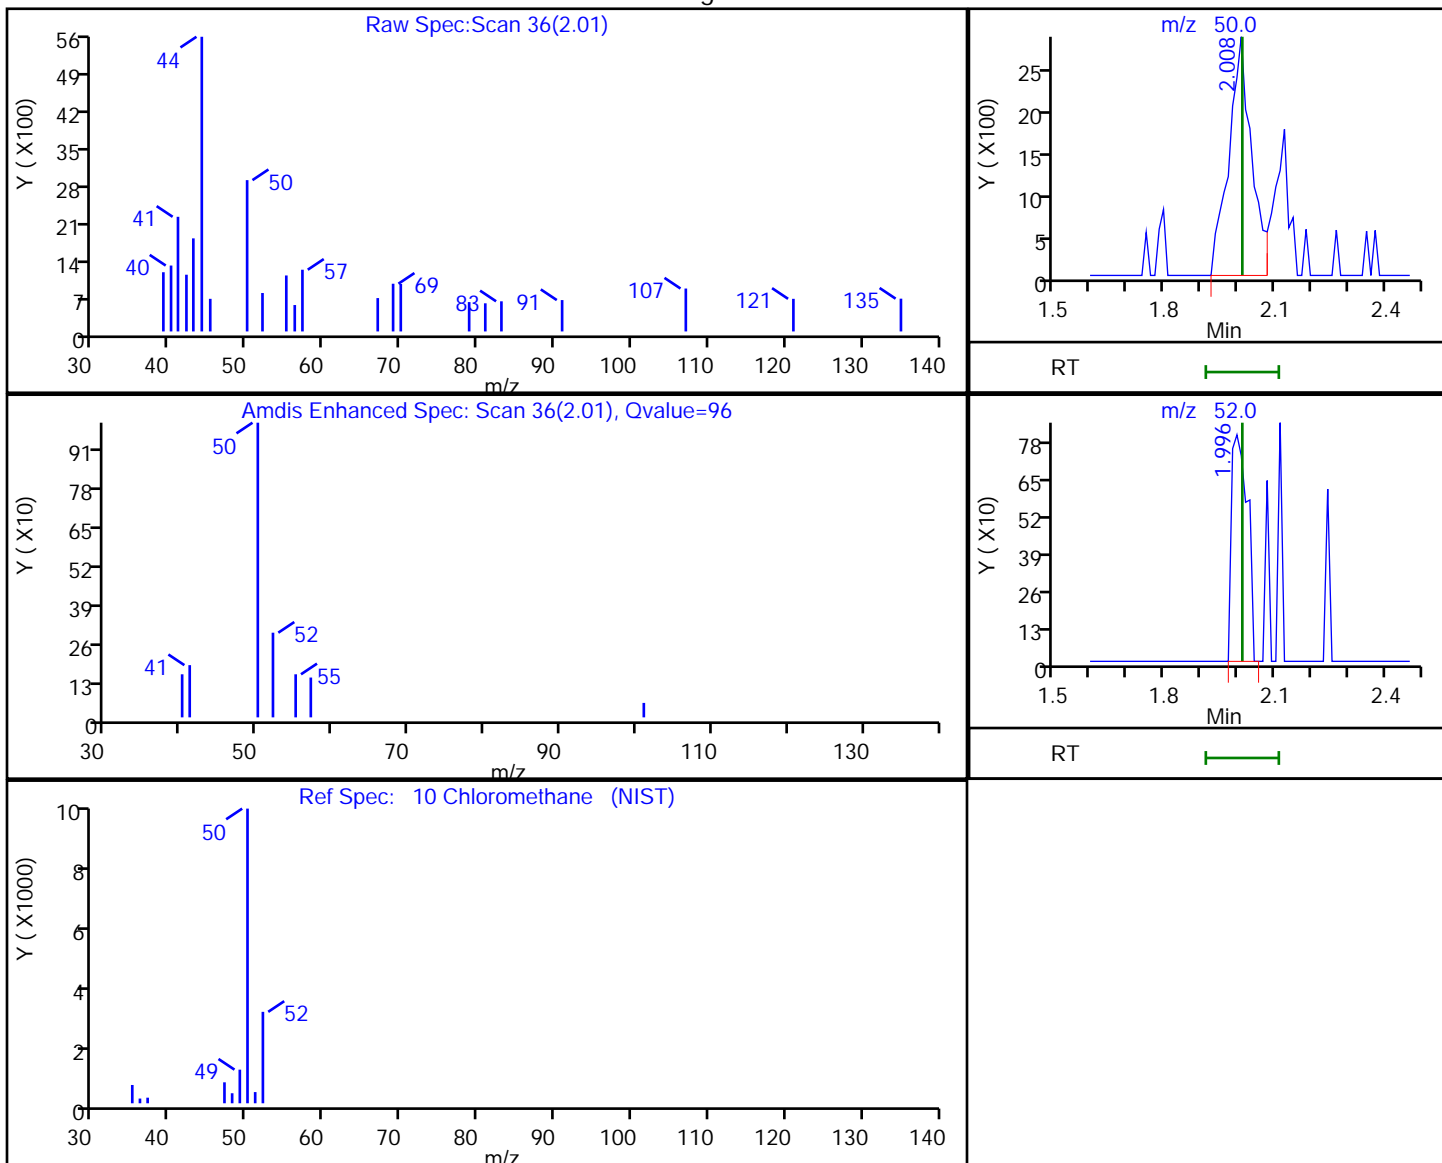 Raw Spec:Scan 36(2.01)
Y ( X100)
56
49
42
35
28
21
14
7
0
44
41
40
50
57
69
83
91
107
121
135
30 40 50 60 70 80 90 100 110 120 130 140
m/z
m/z 50.0
Y ( X100)
25
20
15
10
5
0
2.008
1.5 1.8 2.1 2.4
Min
RT
Amdis Enhanced Spec: Scan 36(2.01), Qvalue=96
Y ( X10)
91
78
65
52
39
26
13
0
50
41
52
55
30 50 70 90 110 130
m/z
m/z 52.0
Y ( X10)
78
65
52
39
26
13
0
1.996
1.5 1.8 2.1 2.4
Min
RT
Ref Spec: 10 Chloromethane (NIST)
Y ( X1000)
10
8
6
4
2
0
50
49
52
30 40 50 60 70 80 90 100 110 120 130 140
m/z